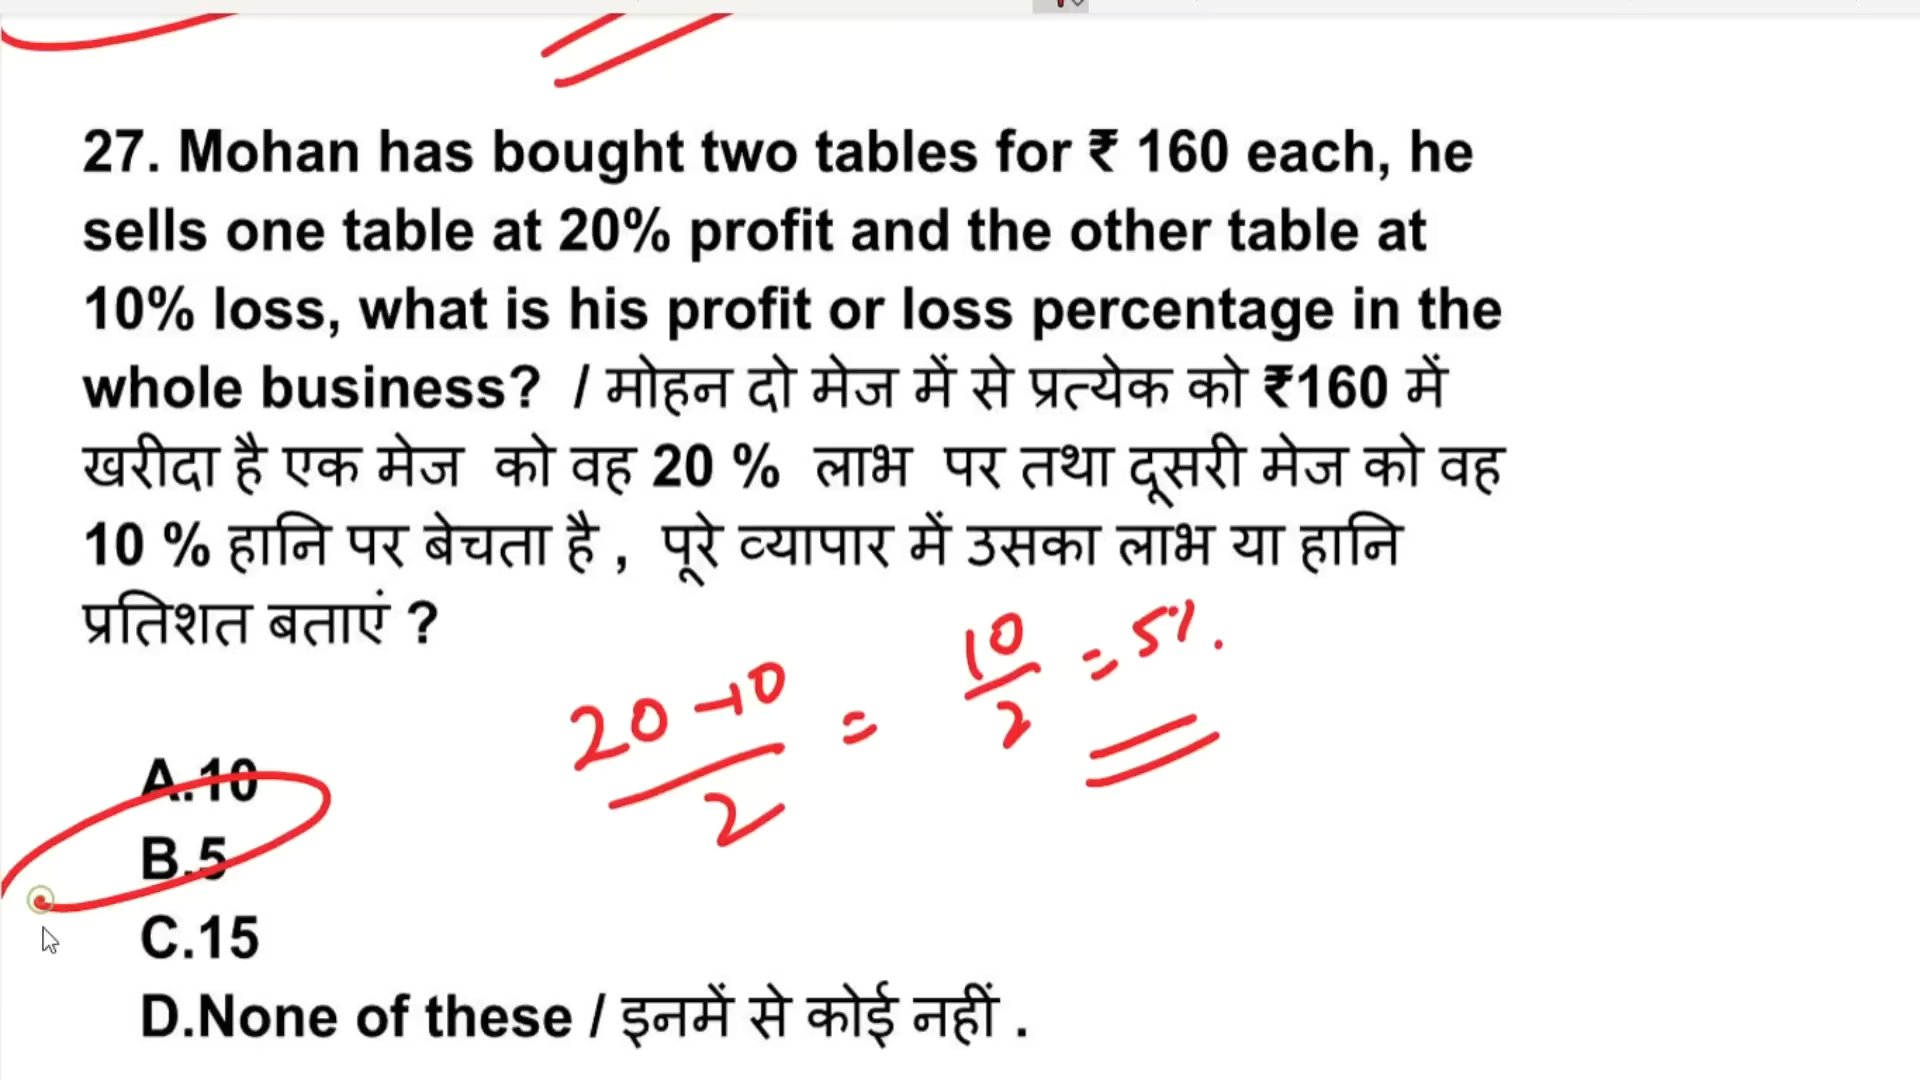 27. Mohan has bought two tables for ₹ 160 each, he
sells one table at 20% profit and the other table at
10% loss, what is his profit or loss percentage in the
whole business? / मोहन दो मेज में से प्रत्येक को ₹160 में
खरीदा है एक मेज को वह 20 % लाभ पर तथा दूसरी मेज को वह
10 % हानि पर बेचता है , पूरे व्यापार में उसका लाभ या हानि
प्रतिशत बताएं ?
20-10 / 2 = 10 / 2 = 5%.
A.10
B.5
C.15
D.None of these / इनमें से कोई नहीं .